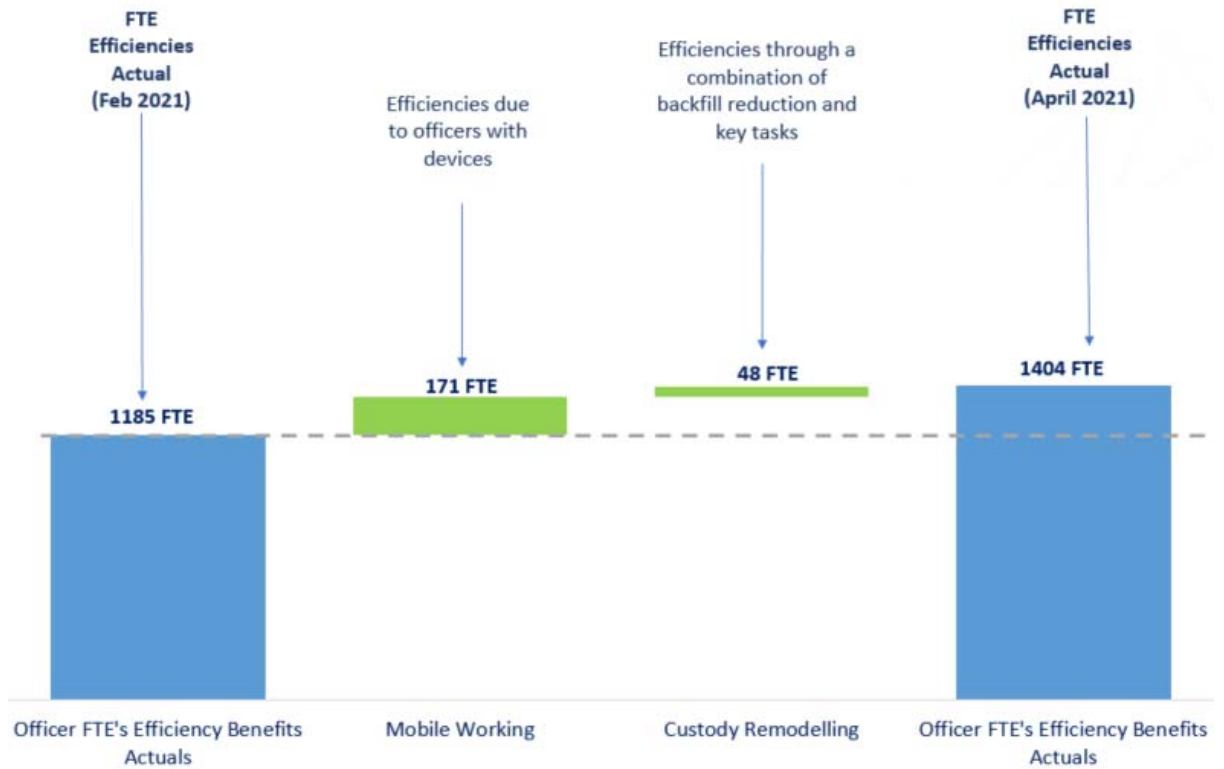 FTE
Efficiencies
Actual
(Feb 2021)
Efficiencies due
to officers with
devices
Efficiencies through a
combination of
backfill reduction and
key tasks
FTE
Efficiencies
Actual
(April 2021)
1185 FTE
171 FTE
48 FTE
1404 FTE
Officer FTE's Efficiency Benefits
Actuals
Mobile Working
Custody Remodelling
Officer FTE's Efficiency Benefits
Actuals